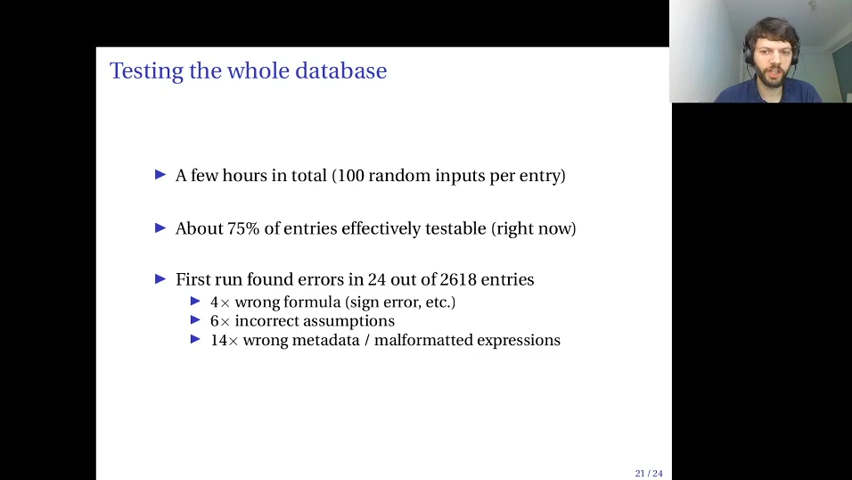 Testing the whole database
▶ A few hours in total (100 random inputs per entry)
▶ About 75% of entries effectively testable (right now)
▶ First run found errors in 24 out of 2618 entries
▶ 4× wrong formula (sign error, etc.)
▶ 6× incorrect assumptions
▶ 14× wrong metadata / malformatted expressions
21 / 24